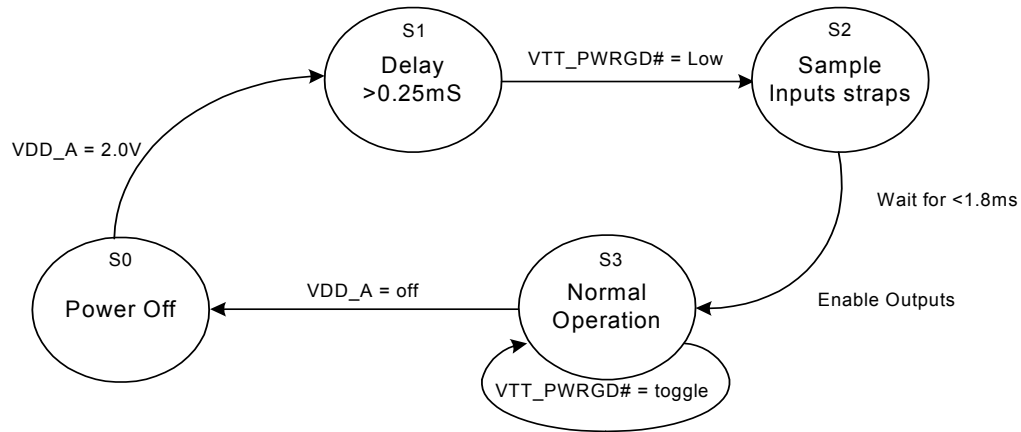 S1
Delay
>0.25mS
VTT_PWRGD# = Low
S2
Sample
Inputs straps
VDD_A = 2.0V
Wait for <1.8ms
S0
Power Off
VDD_A = off
S3
Normal
Operation
Enable Outputs
VTT_PWRGD# = toggle